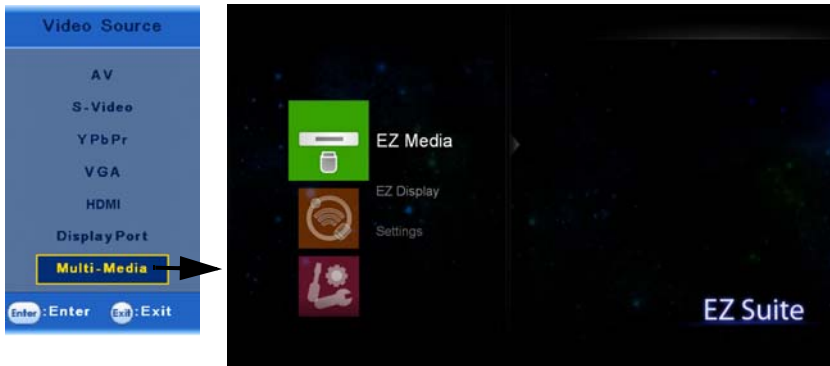 Video Source
AV
S-Video
YPbPr
VGA
HDMI
DisplayPort
Multi-Media
Enter :Enter Exit :Exit
EZ Media
EZ Display
Settings
EZ Suite